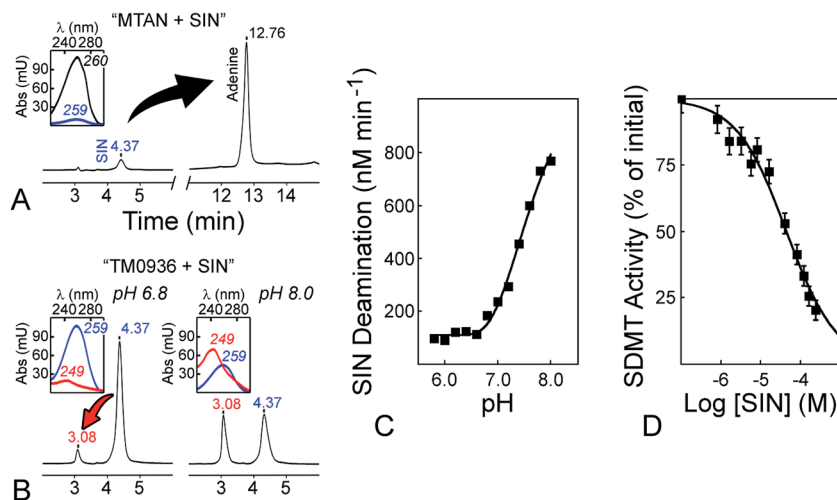 "MTAN + SIN"
λ (nm)
240 280
260
259
90
60
30
Abs (mU)
SIN 4.37
Adenine
12.76
3 4 5 12 13 14
Time (min)
A
"TM0936 + SIN"
λ (nm)
240 280
pH 6.8
259
249
90
60
30
Abs (mU)
4.37
3.08
3 4 5
λ (nm)
240 280
pH 8.0
249
259
90
60
30
Abs (mU)
3.08
4.37
3 4 5
B
SIN Deamination (nM min⁻¹)
800
600
400
200
6.0 7.0 8.0
pH
C
SDMT Activity (% of initial)
75
50
25
-6 -5 -4
Log [SIN] (M)
D